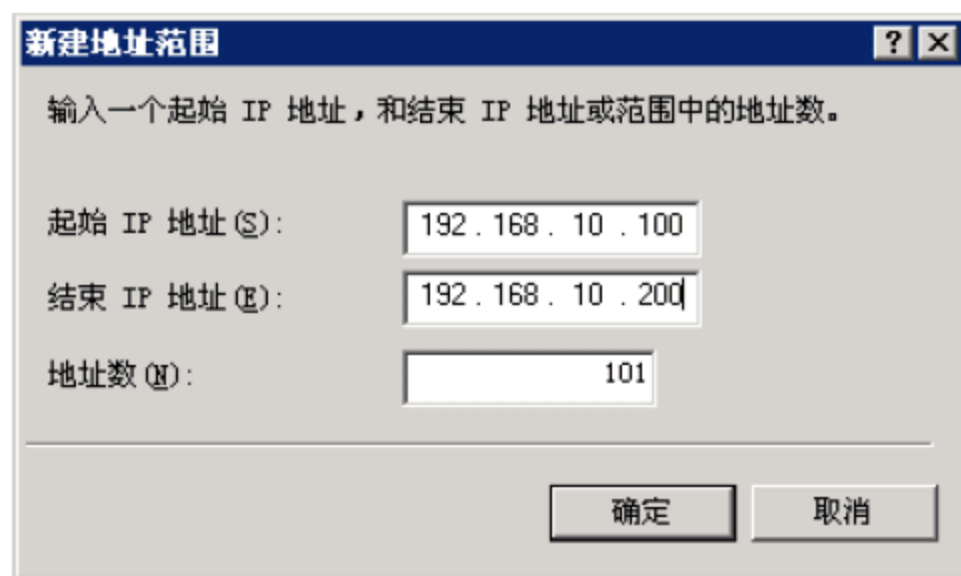 新建地址范围
输入一个起始 IP 地址，和结束 IP 地址或范围中的地址数。
起始 IP 地址(S): 192 . 168 . 10 . 100
结束 IP 地址(E): 192 . 168 . 10 . 200
地址数(N): 101
确定 取消